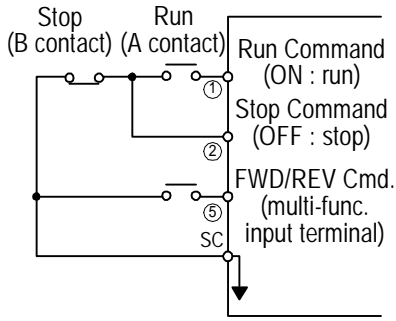 Stop
(B contact)
Run
(A contact)
Run Command
(ON : run)
①
Stop Command
(OFF : stop)
②
FWD/REV Cmd.
(multi-func.
input terminal)
⑤
SC